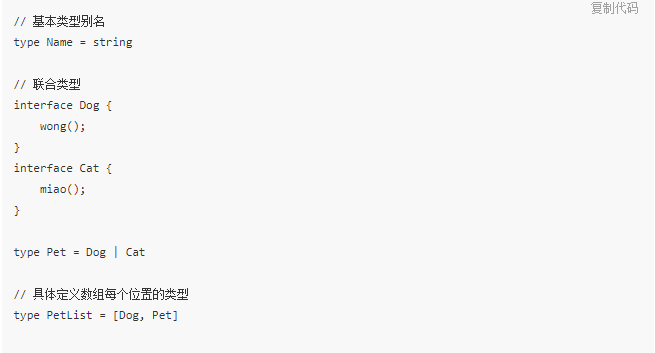 复制代码
// 基本类型别名
type Name = string
// 联合类型
interface Dog {
    wong();
}
interface Cat {
    miao();
}
type Pet = Dog | Cat
// 具体定义数组每个位置的类型
type PetList = [Dog, Pet]